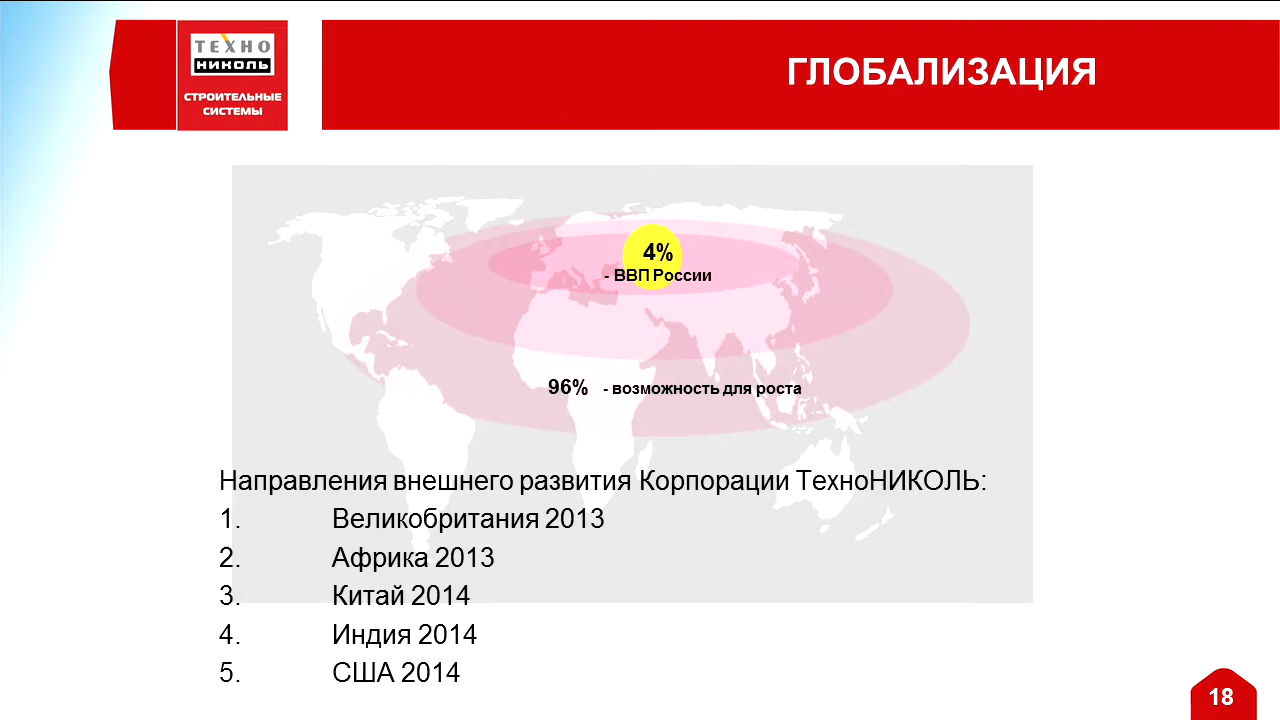 ТЕХНО
НИКОЛЬ
СТРОИТЕЛЬНЫЕ
СИСТЕМЫ
ГЛОБАЛИЗАЦИЯ
4%
- ВВП России
96% - возможность для роста
Направления внешнего развития Корпорации ТехноНИКОЛЬ:
1. Великобритания 2013
2. Африка 2013
3. Китай 2014
4. Индия 2014
5. США 2014
18